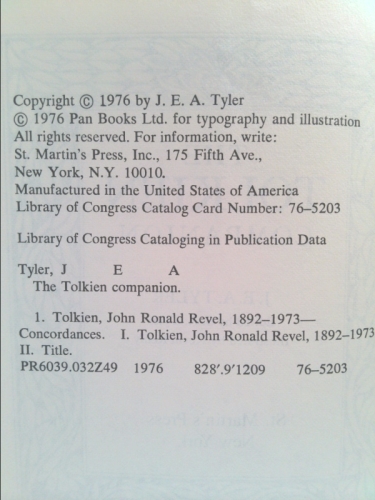 Copyright © 1976 by J. E. A. Tyler
© 1976 Pan Books Ltd. for typography and illustration
All rights reserved. For information, write:
St. Martin's Press, Inc., 175 Fifth Ave.,
New York, N.Y. 10010.
Manufactured in the United States of America
Library of Congress Catalog Card Number: 76–5203
Library of Congress Cataloging in Publication Data
Tyler, J E A
The Tolkien companion.
1. Tolkien, John Ronald Revel, 1892–1973—
Concordances. I. Tolkien, John Ronald Revel, 1892–1973
II. Title.
PR6039.032Z49 1976 828'.9'1209 76–5203